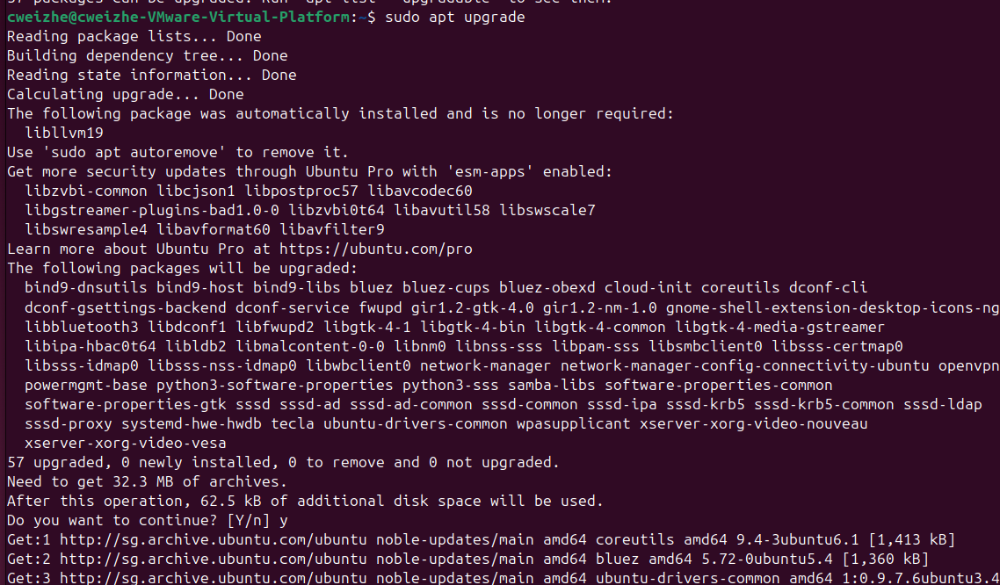 57 packages can be upgraded. Run 'apt list --upgradable' to see them.
cweizhe@cweizhe-VMware-Virtual-Platform:~$ sudo apt upgrade
Reading package lists... Done
Building dependency tree... Done
Reading state information... Done
Calculating upgrade... Done
The following package was automatically installed and is no longer required:
  libllvm19
Use 'sudo apt autoremove' to remove it.
Get more security updates through Ubuntu Pro with 'esm-apps' enabled:
  libzvbi-common libcjson1 libpostproc57 libavcodec60
  libgstreamer-plugins-bad1.0-0 libzvbi0t64 libavutil58 libswscale7
  libswresample4 libavformat60 libavfilter9
Learn more about Ubuntu Pro at https://ubuntu.com/pro
The following packages will be upgraded:
  bind9-dnsutils bind9-host bind9-libs bluez bluez-cups bluez-obexd cloud-init coreutils dconf-cli
  dconf-gsettings-backend dconf-service fwupd gir1.2-gtk-4.0 gir1.2-nm-1.0 gnome-shell-extension-desktop-icons-ng
  libbluetooth3 libdconf1 libfwupd2 libgtk-4-1 libgtk-4-bin libgtk-4-common libgtk-4-media-gstreamer
  libipa-hbac0t64 libldb2 libmalcontent-0-0 libnm0 libnss-sss libpam-sss libsmbclient0 libsss-certmap0
  libsss-idmap0 libsss-nss-idmap0 libwbclient0 network-manager network-manager-config-connectivity-ubuntu openvpn
  powermgmt-base python3-software-properties python3-sss samba-libs software-properties-common
  software-properties-gtk sssd sssd-ad sssd-ad-common sssd-common sssd-ipa sssd-krb5 sssd-krb5-common sssd-ldap
  sssd-proxy systemd-hwe-hwdb tecla ubuntu-drivers-common wpasupplicant xserver-xorg-video-nouveau
  xserver-xorg-video-vesa
57 upgraded, 0 newly installed, 0 to remove and 0 not upgraded.
Need to get 32.3 MB of archives.
After this operation, 62.5 kB of additional disk space will be used.
Do you want to continue? [Y/n] y
Get:1 http://sg.archive.ubuntu.com/ubuntu noble-updates/main amd64 coreutils amd64 9.4-3ubuntu6.1 [1,413 kB]
Get:2 http://sg.archive.ubuntu.com/ubuntu noble-updates/main amd64 bluez amd64 5.72-0ubuntu5.4 [1,360 kB]
Get:3 http://sg.archive.ubuntu.com/ubuntu noble-updates/main amd64 ubuntu-drivers-common amd64 1:0.9.7.6ubuntu3.4